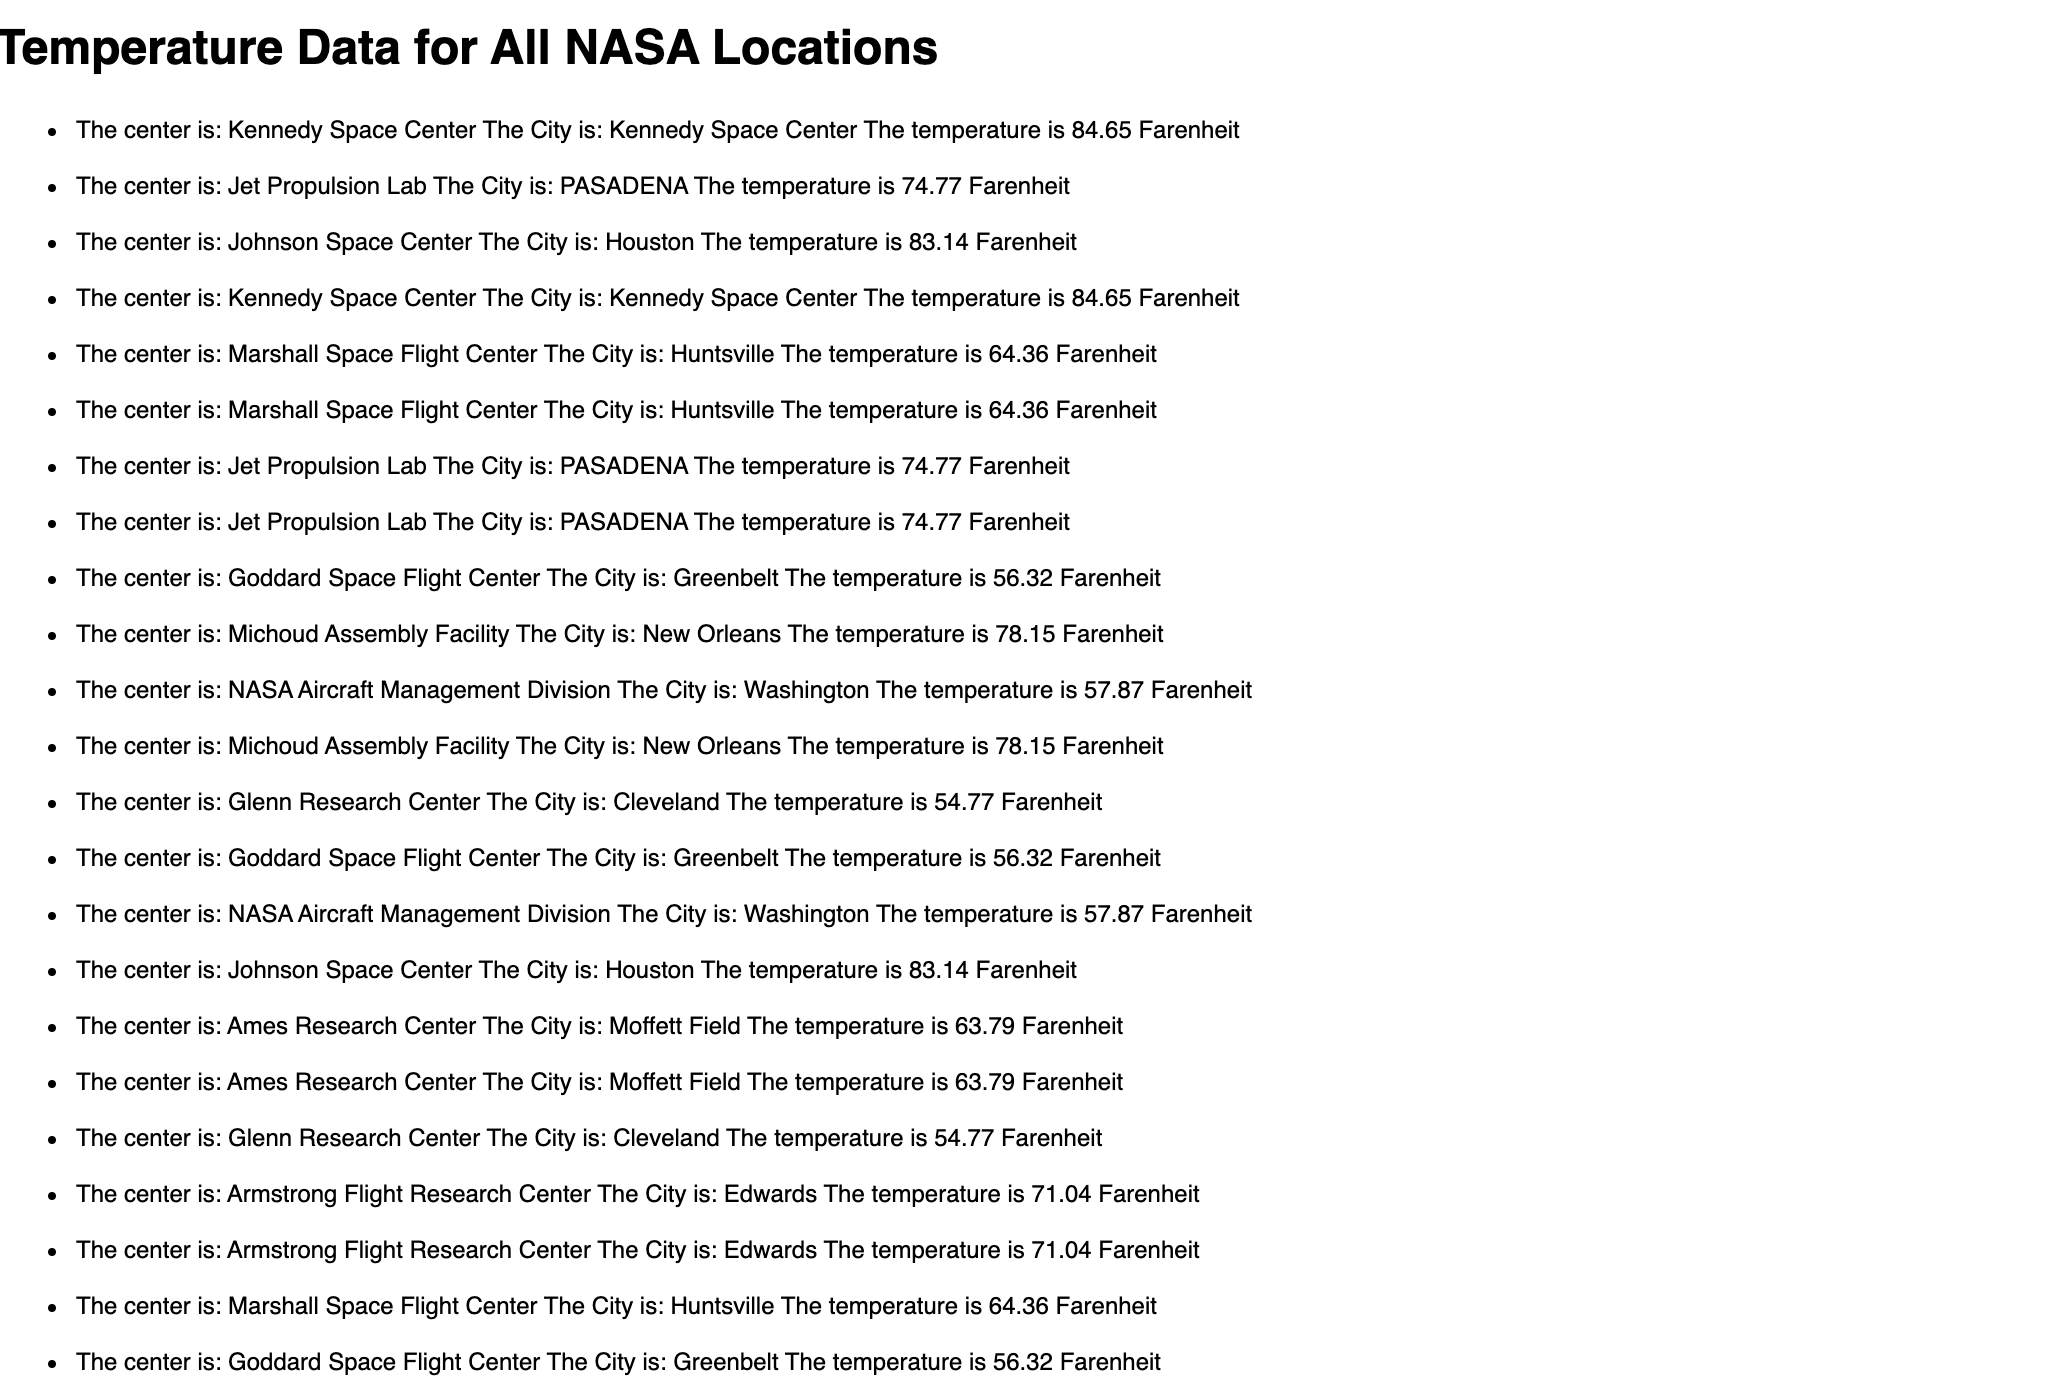 Temperature Data for All NASA Locations
The center is: Kennedy Space Center The City is: Kennedy Space Center The temperature is 84.65 Farenheit
The center is: Jet Propulsion Lab The City is: PASADENA The temperature is 74.77 Farenheit
The center is: Johnson Space Center The City is: Houston The temperature is 83.14 Farenheit
The center is: Kennedy Space Center The City is: Kennedy Space Center The temperature is 84.65 Farenheit
The center is: Marshall Space Flight Center The City is: Huntsville The temperature is 64.36 Farenheit
The center is: Marshall Space Flight Center The City is: Huntsville The temperature is 64.36 Farenheit
The center is: Jet Propulsion Lab The City is: PASADENA The temperature is 74.77 Farenheit
The center is: Jet Propulsion Lab The City is: PASADENA The temperature is 74.77 Farenheit
The center is: Goddard Space Flight Center The City is: Greenbelt The temperature is 56.32 Farenheit
The center is: Michoud Assembly Facility The City is: New Orleans The temperature is 78.15 Farenheit
The center is: NASA Aircraft Management Division The City is: Washington The temperature is 57.87 Farenheit
The center is: Michoud Assembly Facility The City is: New Orleans The temperature is 78.15 Farenheit
The center is: Glenn Research Center The City is: Cleveland The temperature is 54.77 Farenheit
The center is: Goddard Space Flight Center The City is: Greenbelt The temperature is 56.32 Farenheit
The center is: NASA Aircraft Management Division The City is: Washington The temperature is 57.87 Farenheit
The center is: Johnson Space Center The City is: Houston The temperature is 83.14 Farenheit
The center is: Ames Research Center The City is: Moffett Field The temperature is 63.79 Farenheit
The center is: Ames Research Center The City is: Moffett Field The temperature is 63.79 Farenheit
The center is: Glenn Research Center The City is: Cleveland The temperature is 54.77 Farenheit
The center is: Armstrong Flight Research Center The City is: Edwards The temperature is 71.04 Farenheit
The center is: Armstrong Flight Research Center The City is: Edwards The temperature is 71.04 Farenheit
The center is: Marshall Space Flight Center The City is: Huntsville The temperature is 64.36 Farenheit
The center is: Goddard Space Flight Center The City is: Greenbelt The temperature is 56.32 Farenheit